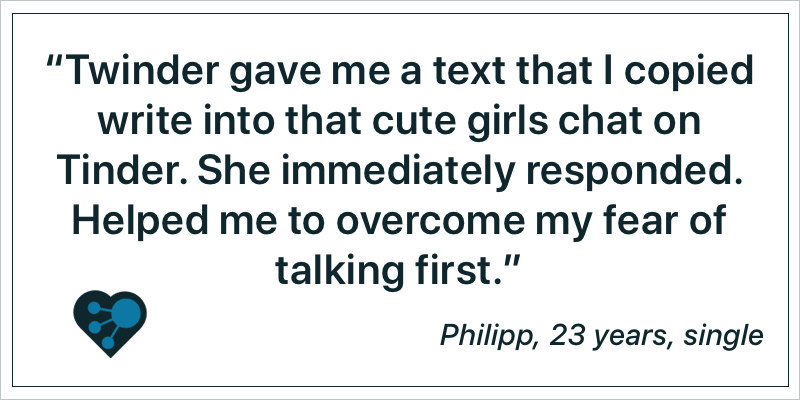 “Twinder gave me a text that I copied
write into that cute girls chat on
Tinder. She immediately responded.
Helped me to overcome my fear of
talking first.”
Philipp, 23 years, single